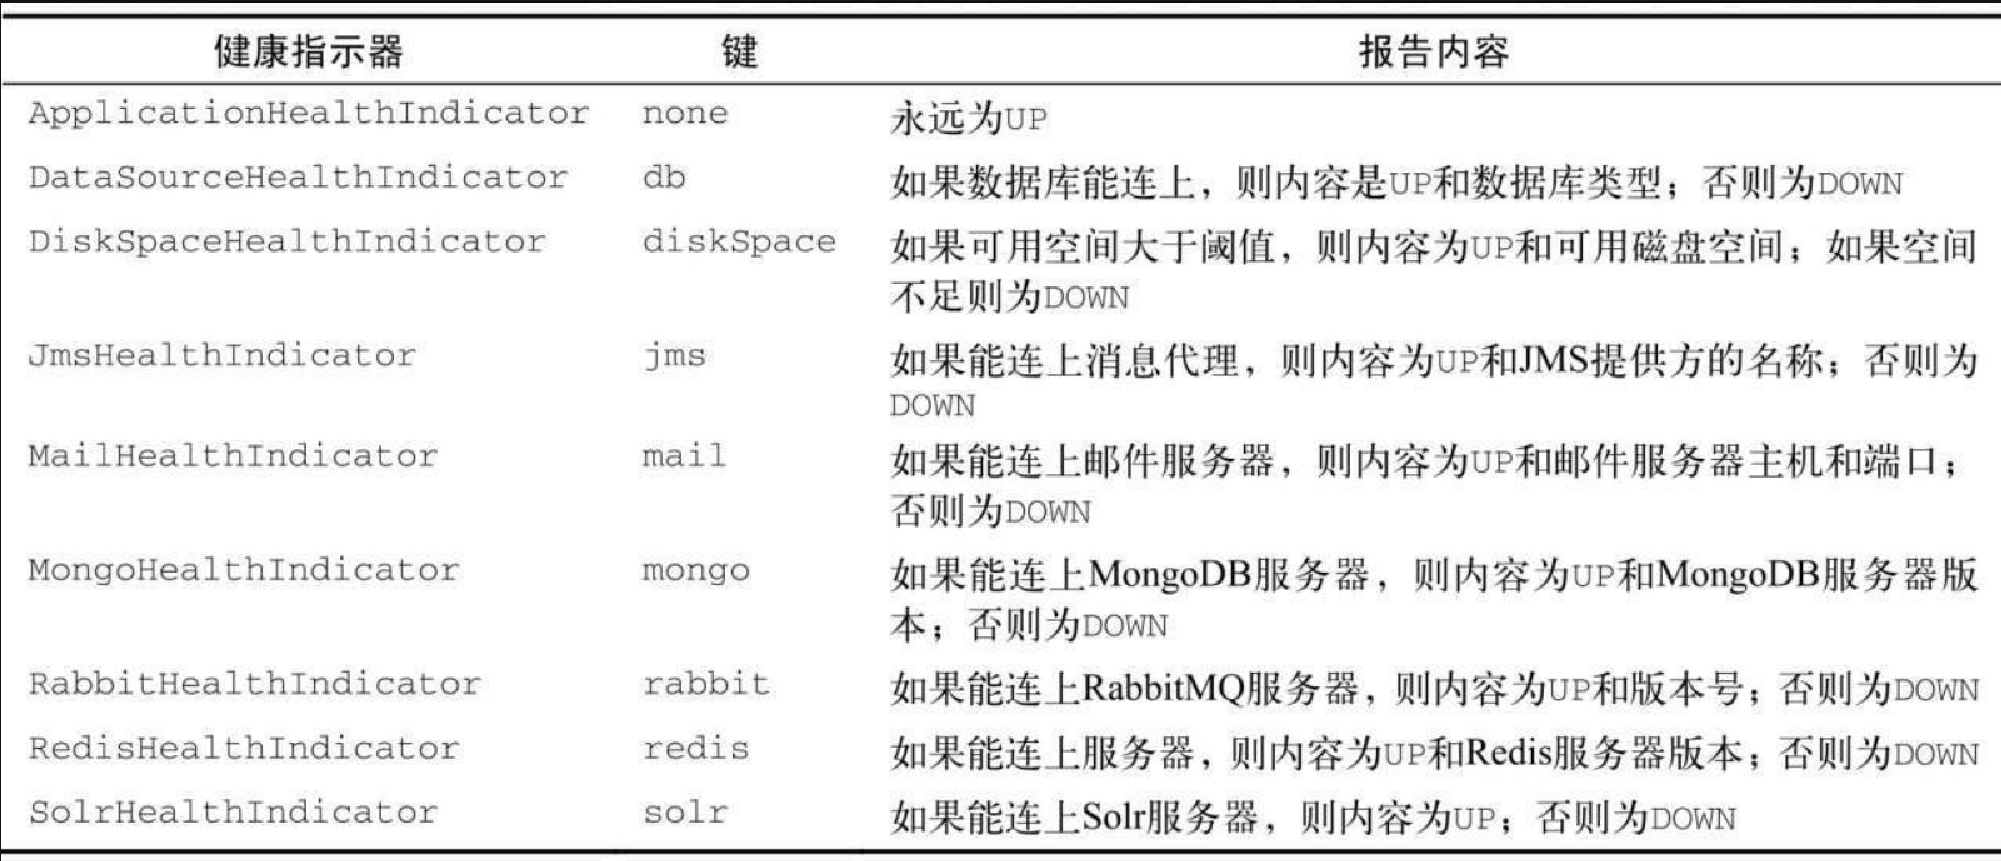 健康指示器 键 报告内容
ApplicationHealthIndicator none 永远为UP
DataSourceHealthIndicator db 如果数据库能连上，则内容是UP和数据库类型；否则为DOWN
DiskSpaceHealthIndicator diskSpace 如果可用空间大于阈值，则内容为UP和可用磁盘空间；如果空间
不足则为DOWN
JmsHealthIndicator jms 如果能连上消息代理，则内容为UP和JMS提供方的名称；否则为
DOWN
MailHealthIndicator mail 如果能连上邮件服务器，则内容为UP和邮件服务器主机和端口；
否则为DOWN
MongoHealthIndicator mongo 如果能连上MongoDB服务器，则内容为UP和MongoDB服务器版
本；否则为DOWN
RabbitHealthIndicator rabbit 如果能连上RabbitMQ服务器，则内容为UP和版本号；否则为DOWN
RedisHealthIndicator redis 如果能连上服务器，则内容为UP和Redis服务器版本；否则为DOWN
SolrHealthIndicator solr 如果能连上Solr服务器，则内容为UP；否则为DOWN